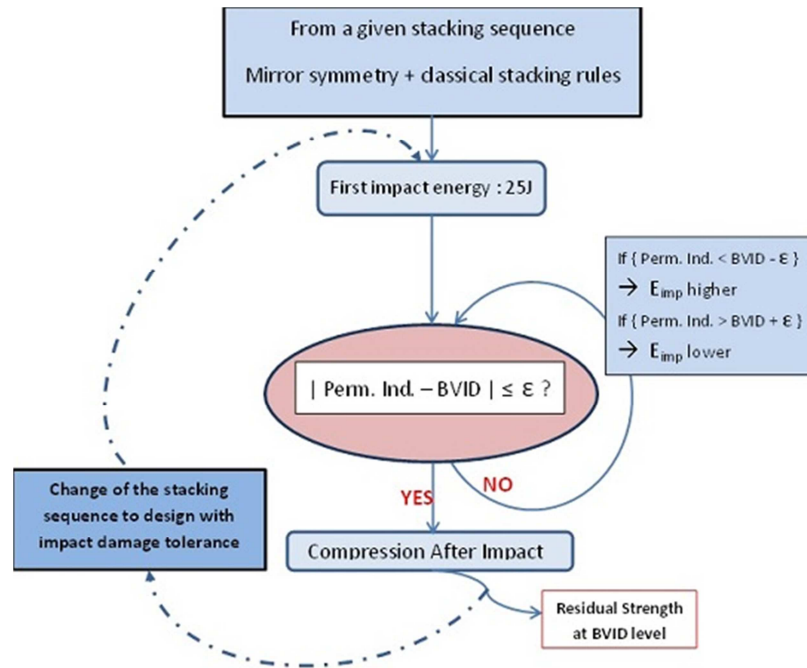 From a given stacking sequence
Mirror symmetry + classical stacking rules
First impact energy : 25J
If { Perm. Ind. < BVID - ε }
→ Eimp higher
If { Perm. Ind. > BVID + ε }
→ Eimp lower
| Perm. Ind. – BVID | ≤ ε ?
YES
NO
Change of the stacking
sequence to design with
impact damage tolerance
Compression After Impact
Residual Strength
at BVID level